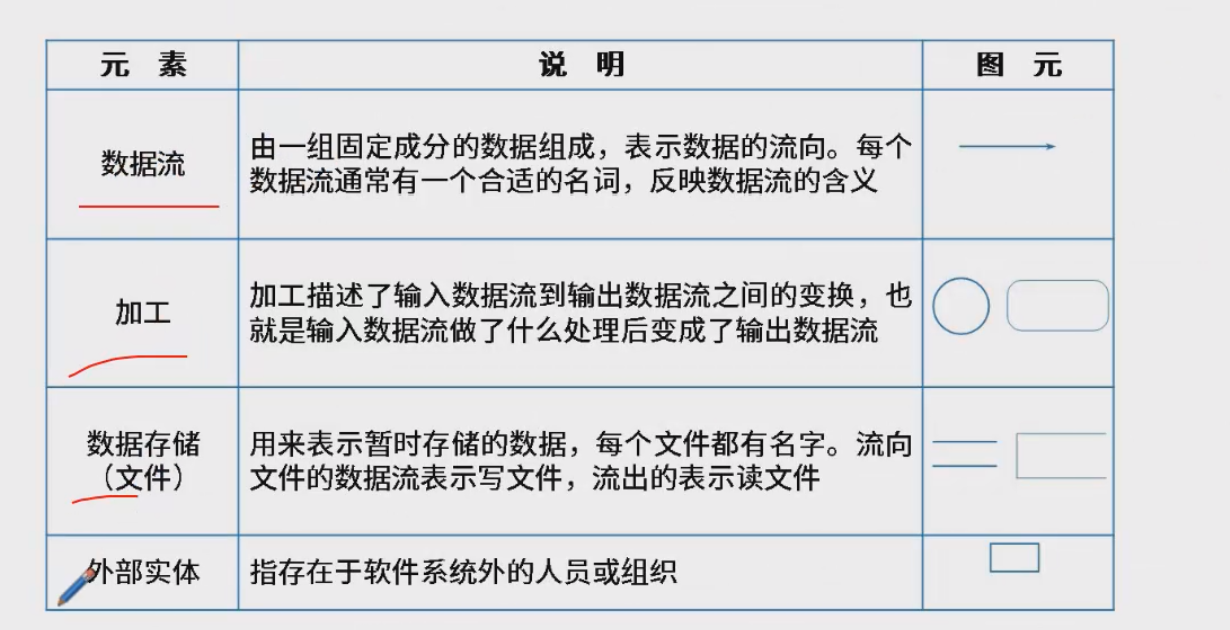 元 素
说 明
图 元
数据流
由一组固定成分的数据组成，表示数据的流向。每个
数据流通常有一个合适的名词，反映数据流的含义
加工
加工描述了输入数据流到输出数据流之间的变换，也
就是输入数据流做了什么处理后变成了输出数据流
数据存储
（文件）
用来表示暂时存储的数据，每个文件都有名字。流向
文件的数据流表示写文件，流出的表示读文件
外部实体
指存在于软件系统外的人员或组织